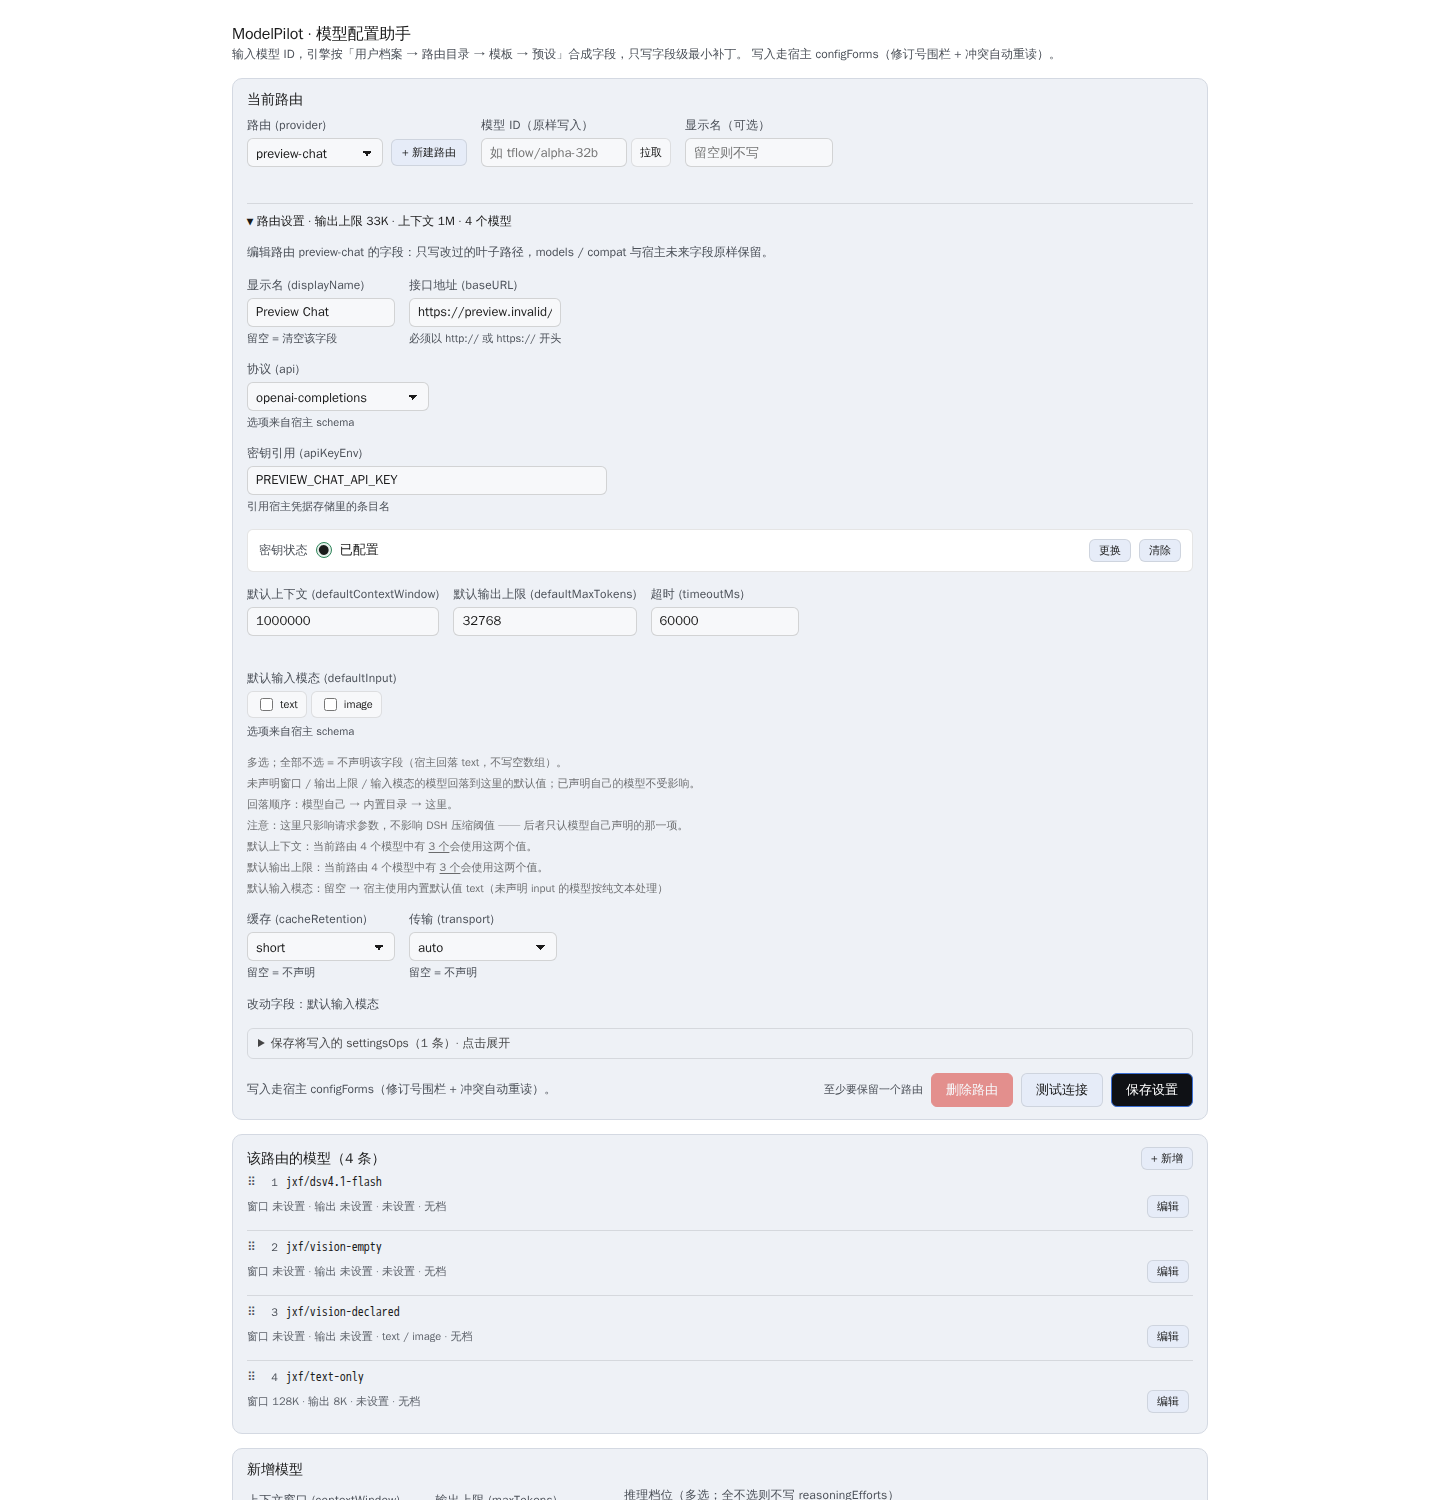 ModelPilot · 模型配置助手
输入模型 ID，引擎按「用户档案 → 路由目录 → 模板 → 预设」合成字段，只写字段级最小补丁。 写入走宿主 configForms（修订号围栏 + 冲突自动重读）。
当前路由
路由 (provider) 模型 ID（原样写入） 显示名（可选）
preview-chat + 新建路由 如 tflow/alpha-32b 拉取 留空则不写
▼ 路由设置 · 输出上限 33K · 上下文 1M · 4 个模型
编辑路由 preview-chat 的字段：只写改过的叶子路径，models / compat 与宿主未来字段原样保留。
显示名 (displayName) 接口地址 (baseURL)
Preview Chat https://preview.invalid/
留空 = 清空该字段 必须以 http:// 或 https:// 开头
协议 (api)
openai-completions
选项来自宿主 schema
密钥引用 (apiKeyEnv)
PREVIEW_CHAT_API_KEY
引用宿主凭据存储里的条目名
密钥状态 已配置 更换 清除
默认上下文 (defaultContextWindow) 默认输出上限 (defaultMaxTokens) 超时 (timeoutMs)
1000000 32768 60000
默认输入模态 (defaultInput)
text image
选项来自宿主 schema
多选；全部不选 = 不声明该字段（宿主回落 text，不写空数组）。
未声明窗口 / 输出上限 / 输入模态的模型回落到这里的默认值；已声明自己的模型不受影响。
回落顺序：模型自己 → 内置目录 → 这里。
注意：这里只影响请求参数，不影响 DSH 压缩阈值 —— 后者只认模型自己声明的那一项。
默认上下文：当前路由 4 个模型中有 3 个会使用这两个值。
默认输出上限：当前路由 4 个模型中有 3 个会使用这两个值。
默认输入模态：留空 → 宿主使用内置默认值 text（未声明 input 的模型按纯文本处理）
缓存 (cacheRetention) 传输 (transport)
short auto
留空 = 不声明 留空 = 不声明
改动字段：默认输入模态
▶ 保存将写入的 settingsOps（1 条）· 点击展开
写入走宿主 configForms（修订号围栏 + 冲突自动重读）。 至少要保留一个路由 删除路由 测试连接 保存设置
该路由的模型（4 条） + 新增
⠿ 1 jxf/dsv4.1-flash
窗口 未设置 · 输出 未设置 · 未设置 · 无档 编辑
⠿ 2 jxf/vision-empty
窗口 未设置 · 输出 未设置 · 未设置 · 无档 编辑
⠿ 3 jxf/vision-declared
窗口 未设置 · 输出 未设置 · text / image · 无档 编辑
⠿ 4 jxf/text-only
窗口 128K · 输出 8K · 未设置 · 无档 编辑
新增模型
上下文窗口 (contextWindow) 输出上限 (maxTokens) 推理档位（多选；全不选则不写 reasoningEfforts）